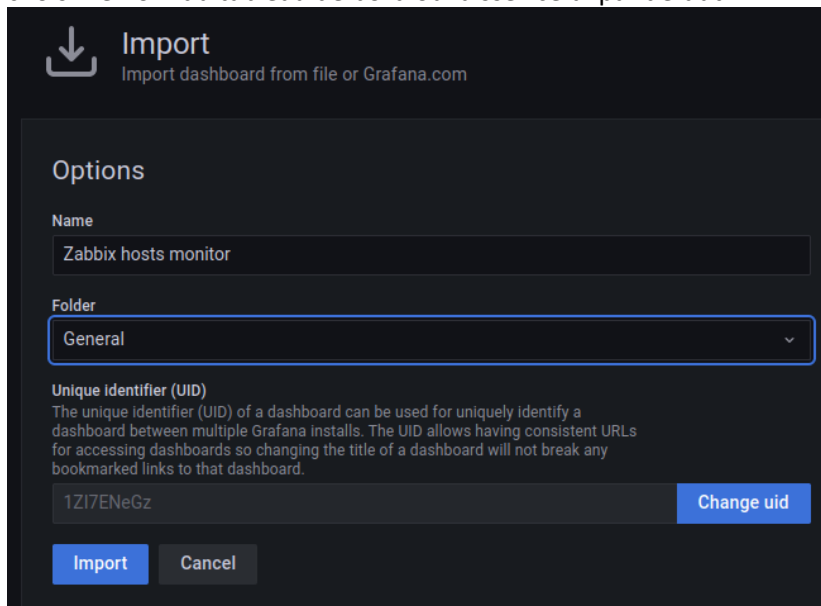 Import
Import dashboard from file or Grafana.com
Options
Name
Zabbix hosts monitor
Folder
General
Unique identifier (UID)
The unique identifier (UID) of a dashboard can be used for uniquely identify a
dashboard between multiple Grafana installs. The UID allows having consistent URLs
for accessing dashboards so changing the title of a dashboard will not break any
bookmarked links to that dashboard.
1ZI7ENeGz
Change uid
Import
Cancel